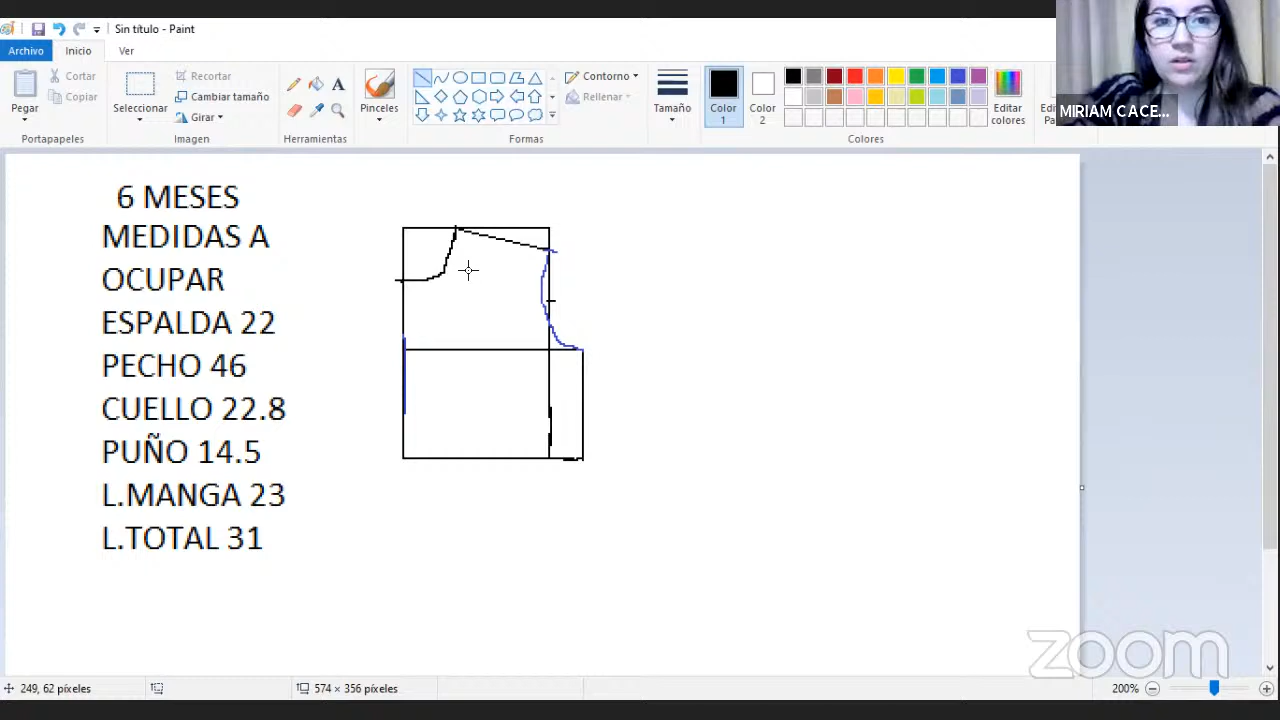 Sin título - Paint
Archivo Inicio Ver
Pegar
Cortar
Copiar
Portapapeles
Seleccionar
Recortar
Cambiar tamaño
Girar
Imagen
Herramientas
Pinceles
Contorno
Rellenar
Formas
Tamaño
Color 1
Color 2
Editar colores
Colores
MIRIAM CACE...
6 MESES
MEDIDAS A
OCUPAR
ESPALDA 22
PECHO 46
CUELLO 22.8
PUÑO 14.5
L.MANGA 23
L.TOTAL 31
zoom
249, 62 píxeles
574 × 356 píxeles
200%